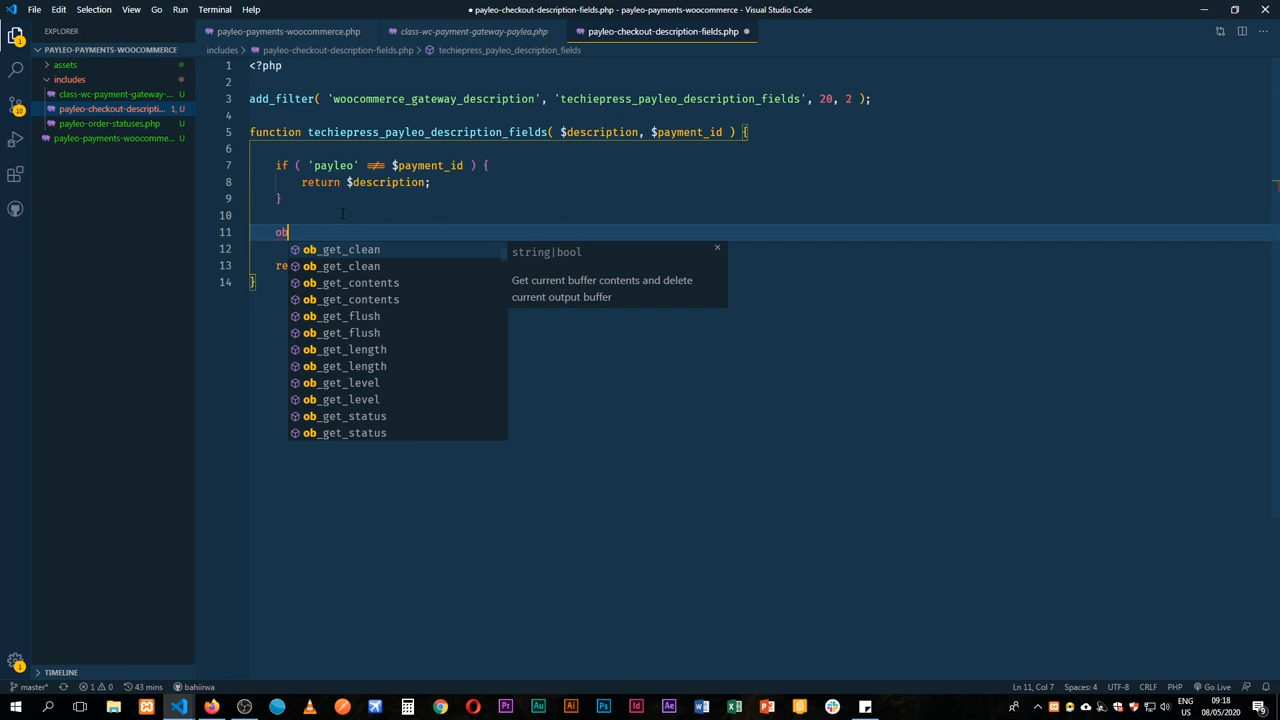 File Edit Selection View Go Run Terminal Help
payleo-checkout-description-fields.php - payleo-payments-woocommerce - Visual Studio Code
EXPLORER
payleo-payments-woocommerce.php
class-wc-payment-gateway-payleo.php
payleo-checkout-description-fields.php
PAYLEO-PAYMENTS-WOOCOMMERCE
includes > payleo-checkout-description-fields.php > techiepress_payleo_description_fields
assets
includes
class-wc-payment-gateway-... U
payleo-checkout-descripti... 1, U
payleo-order-statuses.php U
payleo-payments-woocomme... U
1 <?php
2
3 add_filter( 'woocommerce_gateway_description', 'techiepress_payleo_description_fields', 20, 2 );
4
5 function techiepress_payleo_description_fields( $description, $payment_id ) {
6
7 if ( 'payleo' !== $payment_id ) {
8 return $description;
9 }
10
11 ob
12
13 re
14 }
ob_get_clean
ob_get_clean
ob_get_contents
ob_get_contents
ob_get_flush
ob_get_flush
ob_get_length
ob_get_length
ob_get_level
ob_get_level
ob_get_status
ob_get_status
string|bool
Get current buffer contents and delete
current output buffer
TIMELINE
master* 1 0 43 mins bahiirwa
Ln 11, Col 7 Spaces: 4 UTF-8 CRLF PHP Go Live
ENG
US
09:18
08/05/2020